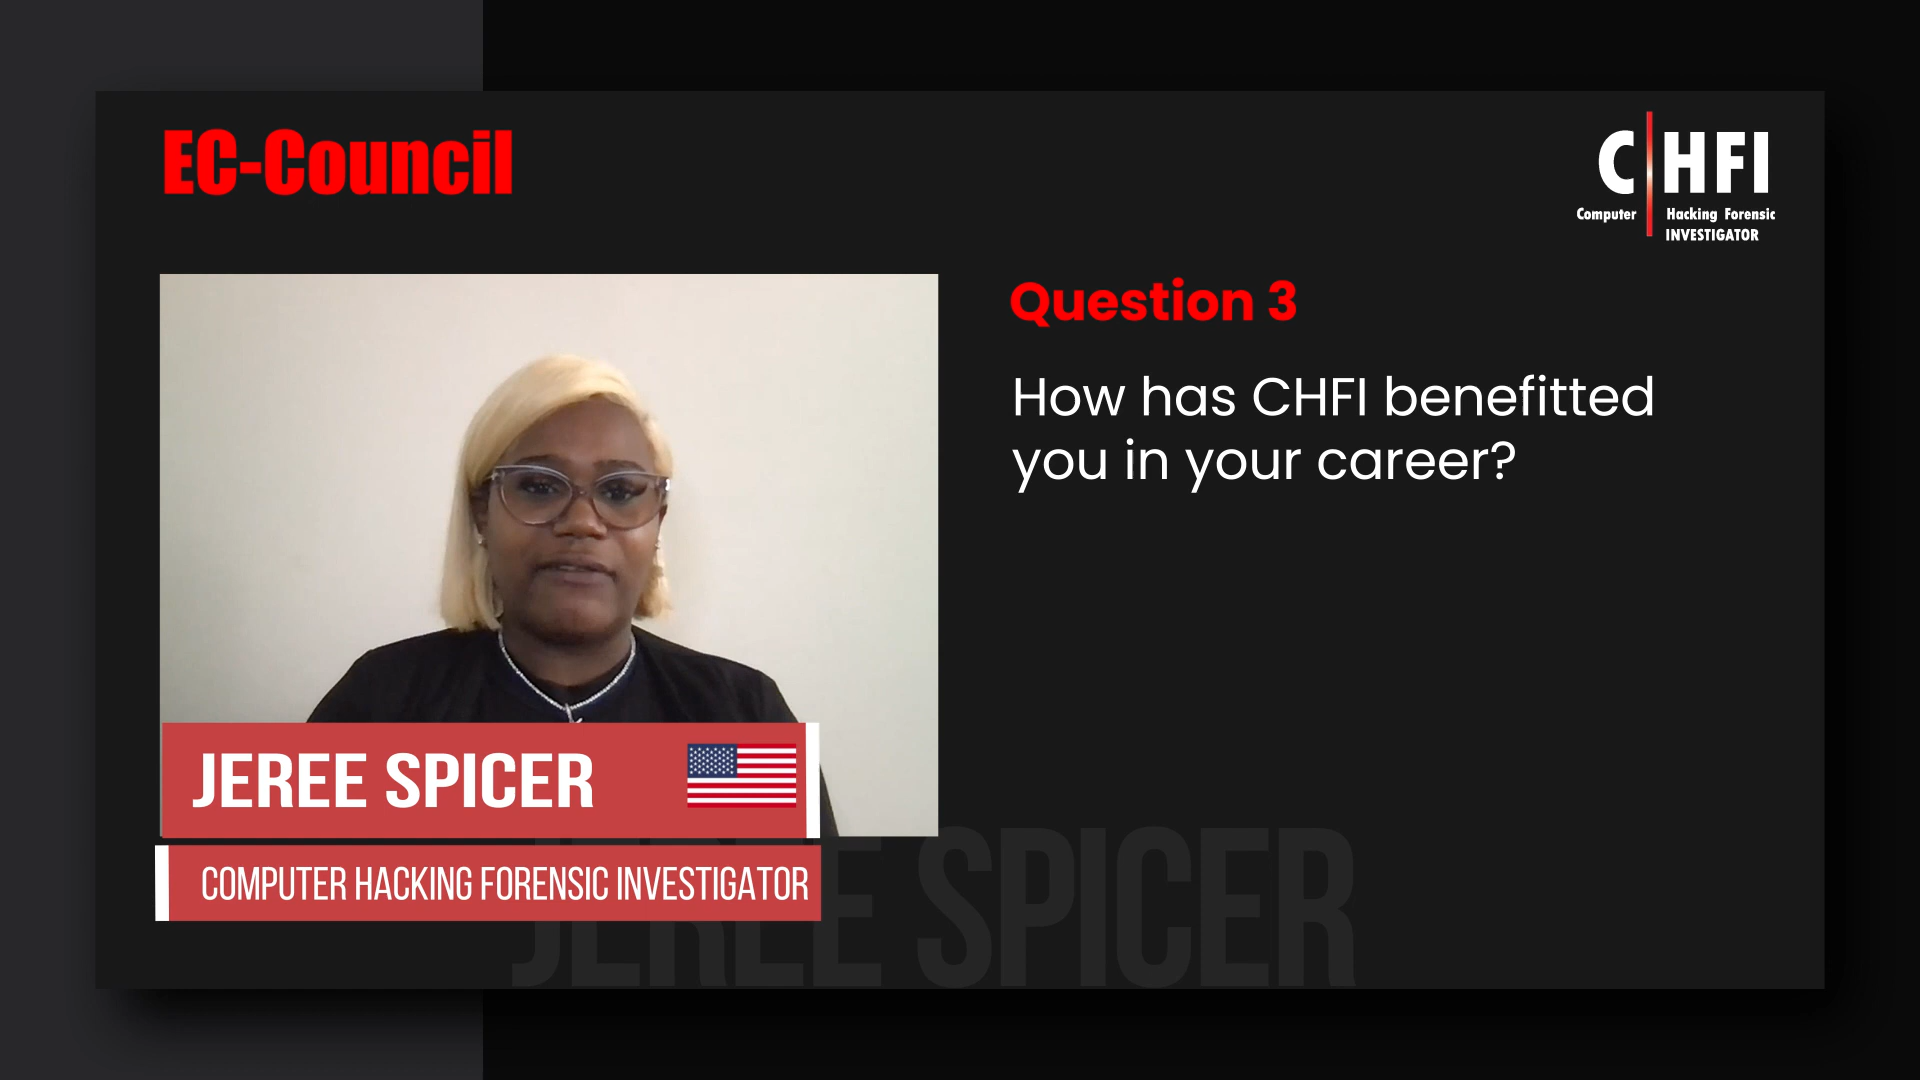 EC-Council
C HFI
Computer Hacking Forensic
INVESTIGATOR
Question 3
How has CHFI benefitted
you in your career?
JEREE SPICER
COMPUTER HACKING FORENSIC INVESTIGATOR
JEREE SPICER